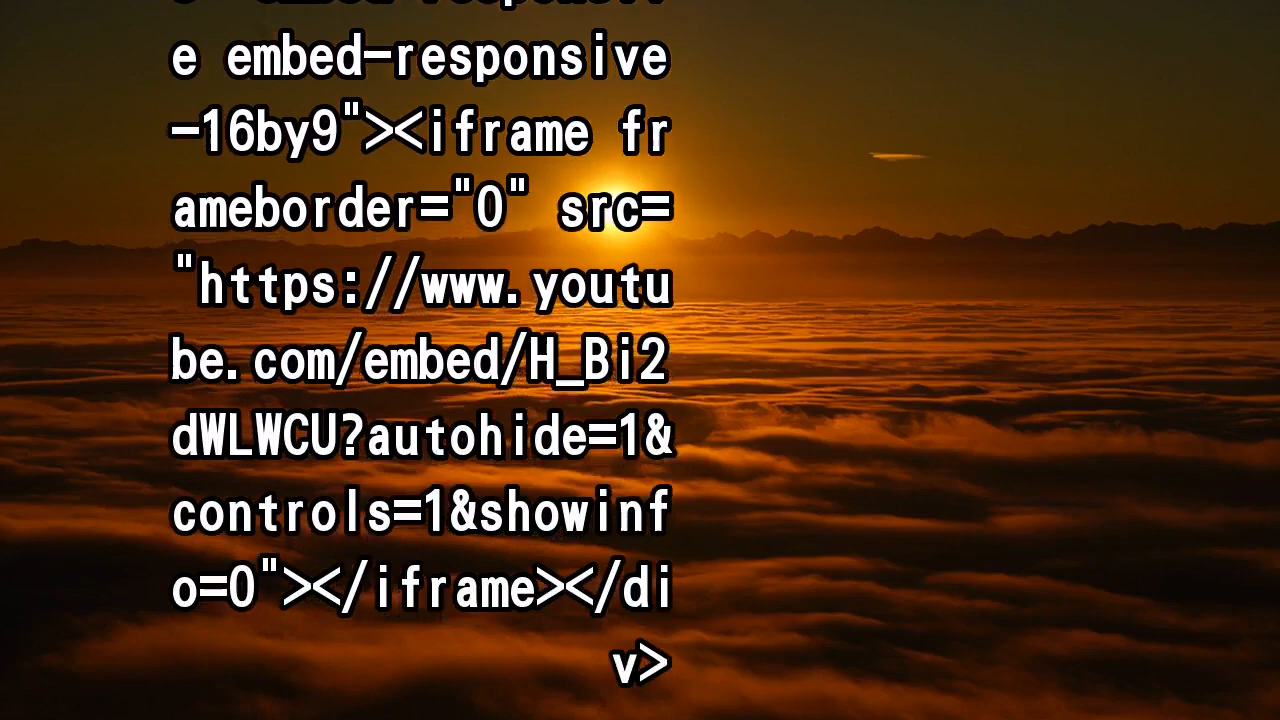 e embed-responsive
-16by9"><iframe fr
ameborder="0" src=
"https://www.youtu
be.com/embed/H_Bi2
dWLWCU?autohide=1&
controls=1&showinf
o=0"></iframe></di
v>